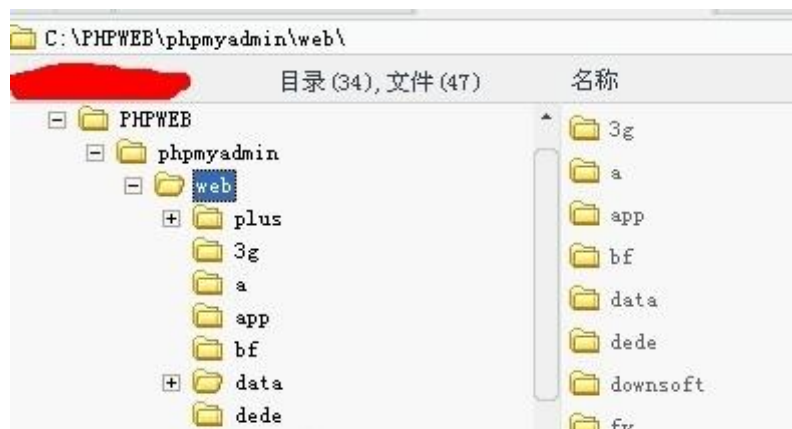 C:\PHPWEB\phpmyadmin\web\
目录(34),文件(47)
名称
PHPWEB
phpmyadmin
web
plus
3g
a
app
bf
data
dede
3g
a
app
bf
data
dede
downsoft